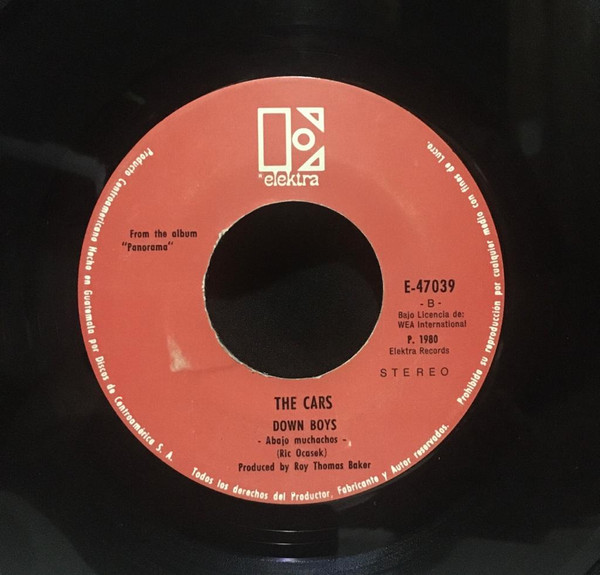 *elektra
From the album
"Panorama"
E-47039
- B -
Bajo Licencia de:
WEA International
P. 1980
Elektra Records
STEREO
THE CARS
DOWN BOYS
- Abajo muchachos -
(Ric Ocasek)
Produced by Roy Thomas Baker
Producto Centroamericano Hecho en Guatemala por Discos de Centroamérica S. A.
Todos los derechos del Productor, Fabricante y Autor reservados.
Prohibida su reproducción por cualquier medio con fines de Lucro.